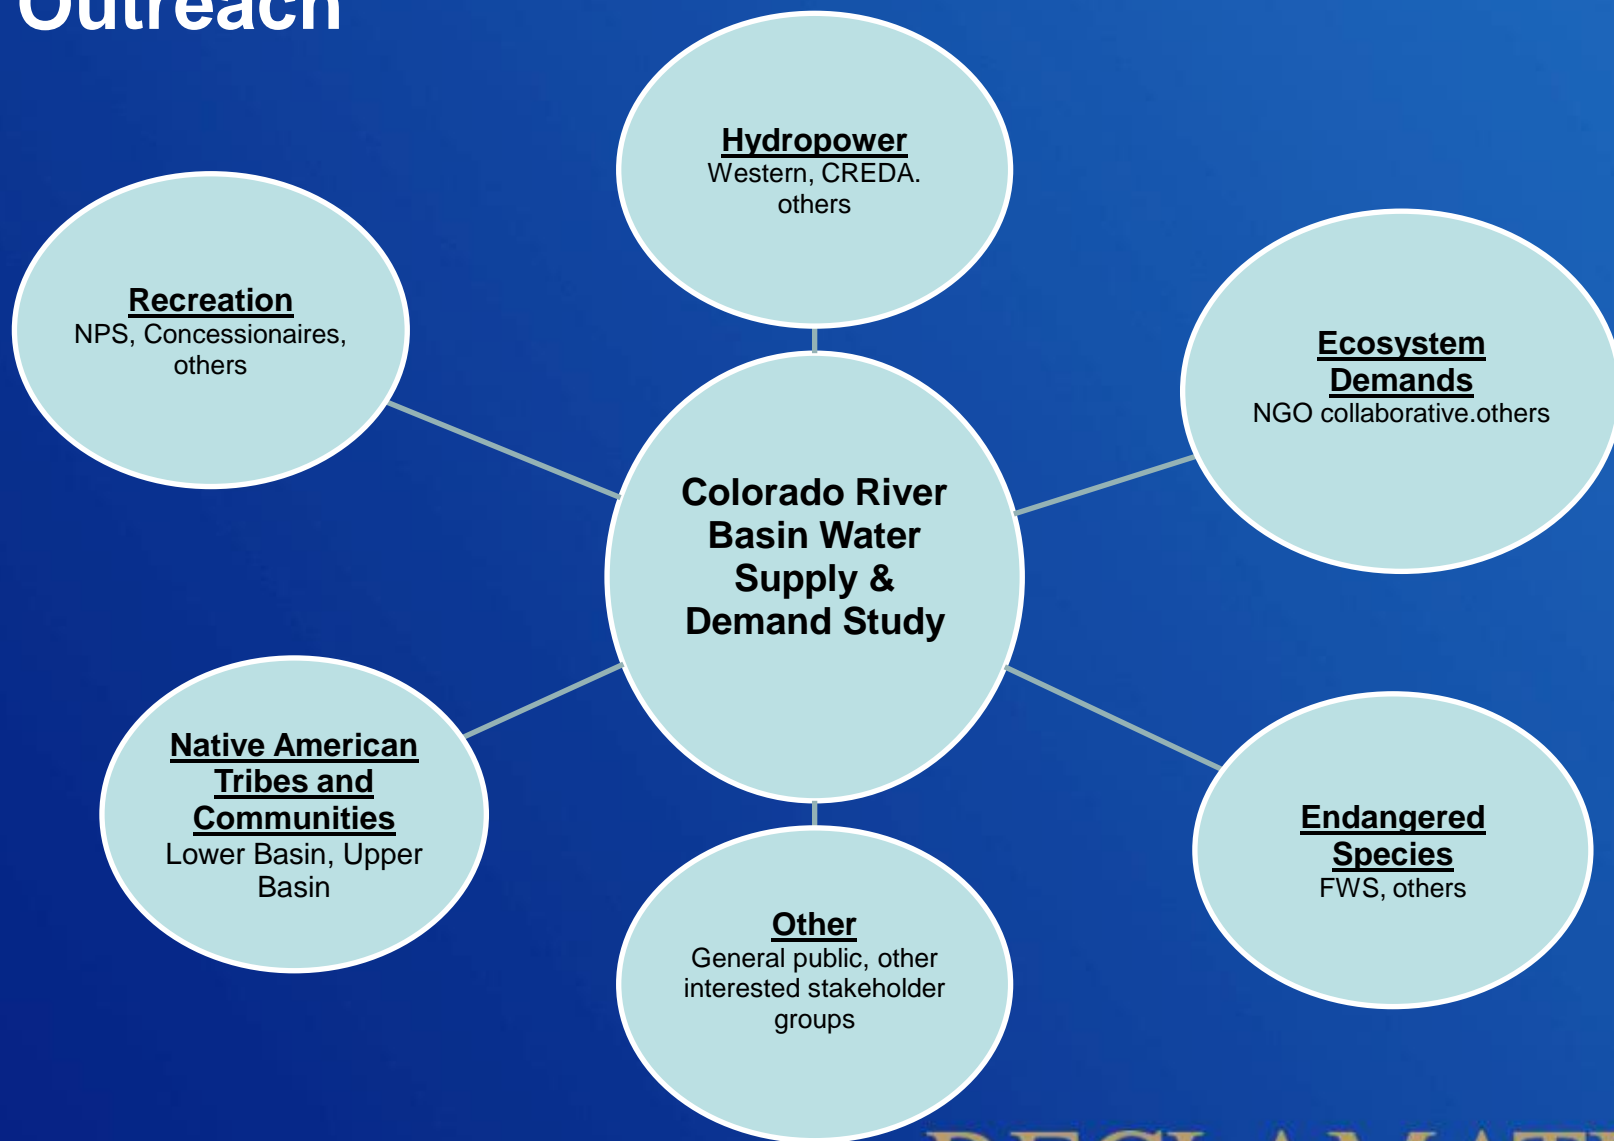 Outreach
Hydropower
Western, CREDA.
others
Recreation
NPS, Concessionaires,
others
Ecosystem
Demands
NGO collaborative.others
Colorado River
Basin Water
Supply &
Demand Study
Native American
Tribes and
Communities
Lower Basin, Upper
Basin
Endangered
Species
FWS, others
Other
General public, other
interested stakeholder
groups